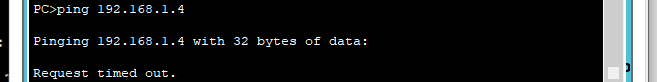 PC>ping 192.168.1.4
Pinging 192.168.1.4 with 32 bytes of data:
Request timed out.